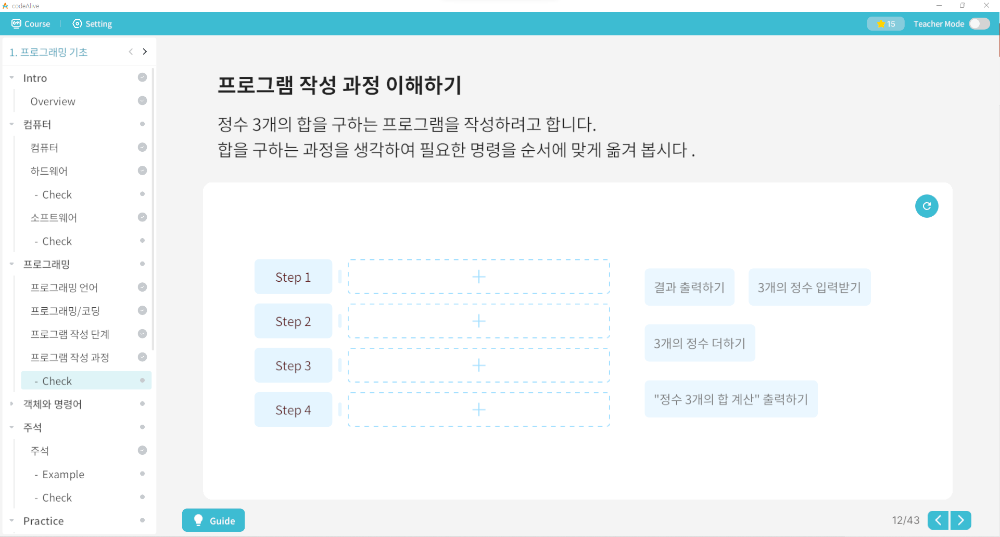 codeAlive
Course
Setting
15
Teacher Mode
1. 프로그래밍 기초
Intro
Overview
컴퓨터
컴퓨터
하드웨어
- Check
소프트웨어
- Check
프로그래밍
프로그래밍 언어
프로그래밍/코딩
프로그램 작성 단계
프로그램 작성 과정
- Check
객체와 명령어
주석
주석
- Example
- Check
Practice
프로그램 작성 과정 이해하기
정수 3개의 합을 구하는 프로그램을 작성하려고 합니다.
합을 구하는 과정을 생각하여 필요한 명령을 순서에 맞게 옮겨 봅시다 .
Step 1
Step 2
Step 3
Step 4
결과 출력하기
3개의 정수 입력받기
3개의 정수 더하기
"정수 3개의 합 계산" 출력하기
Guide
12/43